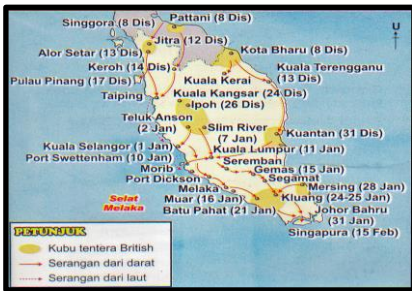 Pattani (8 Dis)
Singgora (8 Dis)
U
Jitra (12 Dis)
Alor Setar (13 Dis)
Kota Bharu (8 Dis)
Keroh (14 Dis)
Kuala Terengganu
(13 Dis)
Kuala Kerai
Pulau Pinang (17 Dis)
Kuala Kangsar (24 Dis)
Taiping
Ipoh (26 Dis)
Teluk Anson
(2 Jan)
Slim River
(7 Jan)
Kuantan (31 Dis)
Kuala Selangor (1 Jan)
Kuala Lumpur (11 Jan)
Port Swettenham (10 Jan)
Seremban
Morib
Gemas (15 Jan)
Port Dickson
Segamat
Melaka
Mersing (28 Jan)
Selat
Melaka
Muar (16 Jan)
Kluang (24-25 Jan)
Batu Pahat (21 Jan)
Johor Bahru
(31 Jan)
Singapura (15 Feb)
PETUNJUK
Kubu tentera British
Serangan dari darat
Serangan dari laut